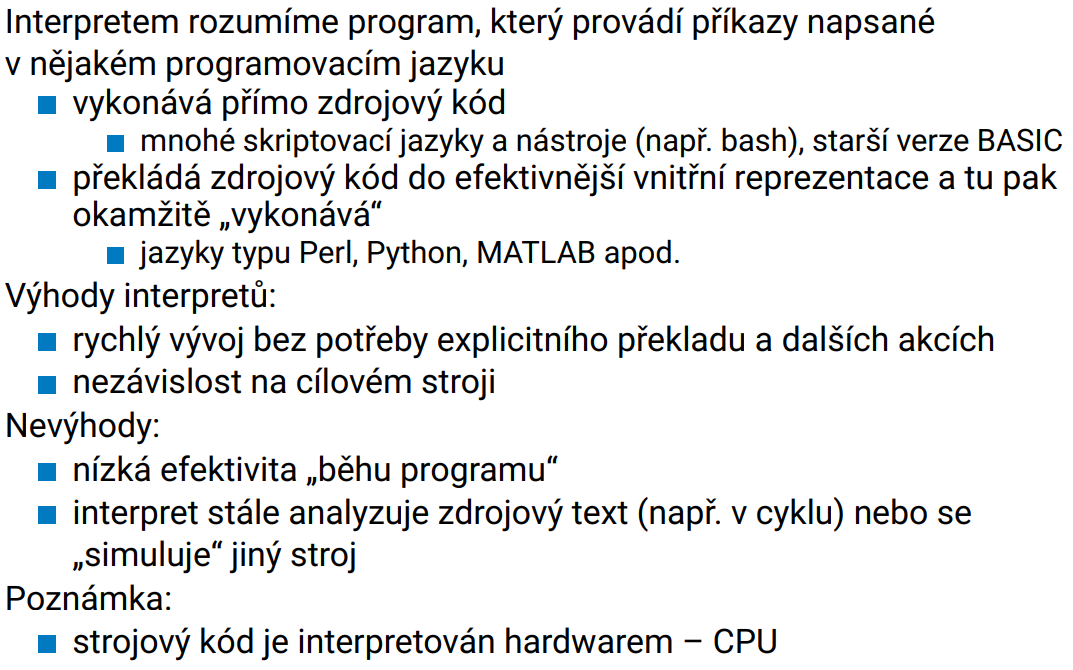 Interpretem rozumíme program, který provádí příkazy napsané
v nějakém programovacím jazyku
vykonává přímo zdrojový kód
mnohé skriptovací jazyky a nástroje (např. bash), starší verze BASIC
překládá zdrojový kód do efektivnější vnitřní reprezentace a tu pak
okamžitě „vykonává“
jazyky typu Perl, Python, MATLAB apod.
Výhody interpretů:
rychlý vývoj bez potřeby explicitního překladu a dalších akcích
nezávislost na cílovém stroji
Nevýhody:
nízká efektivita „běhu programu“
interpret stále analyzuje zdrojový text (např. v cyklu) nebo se
„simuluje“ jiný stroj
Poznámka:
strojový kód je interpretován hardwarem – CPU